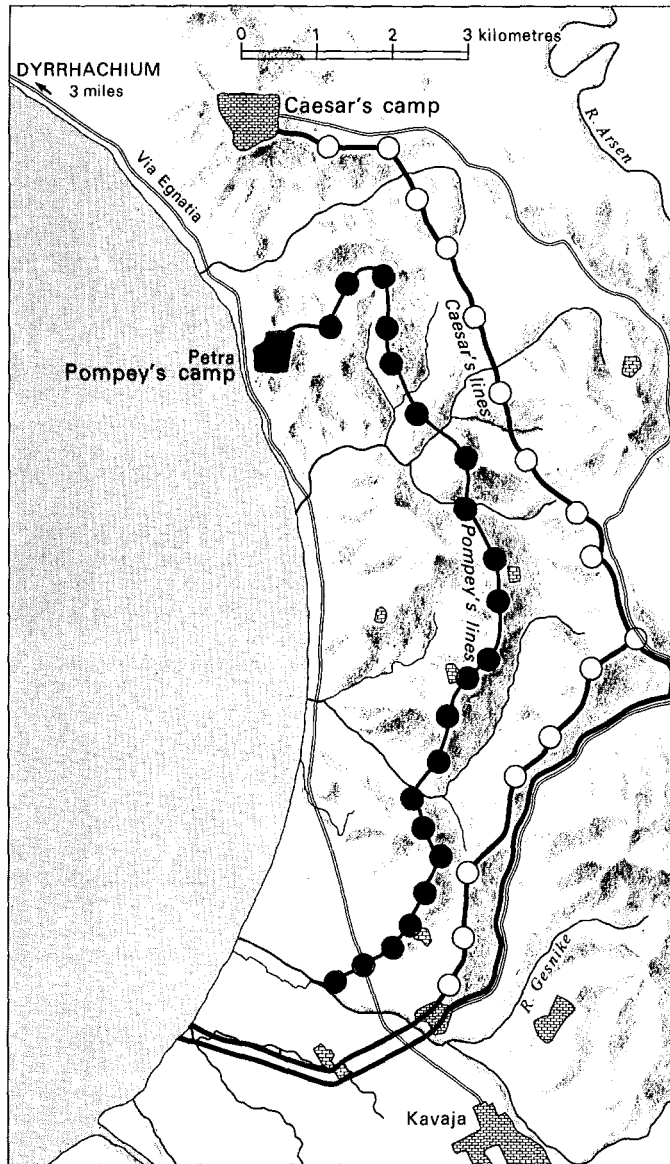 0 1 2 3 kilometres
DYRRHACHIUM
3 miles
Caesar's camp
R. Arsen
Via Egnatia
Caesar's lines
Petra
Pompey's camp
Pompey's lines
R. Gesnike
Kavaja